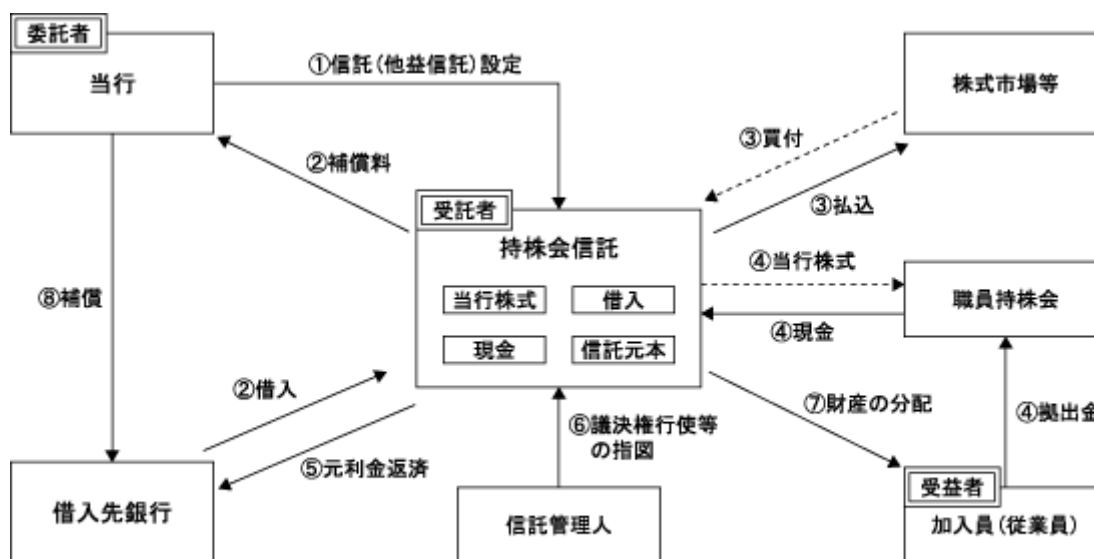 委託者
当行
①信託(他益信託)設定
株式市場等
③買付
②補償料
③払込
受託者
持株会信託
④当行株式
⑧補償
当行株式
借入
職員持株会
④現金
現金
信託元本
②借入
⑦財産の分配
④拠出金
⑥議決権行使等
の指図
⑤元利金返済
受益者
借入先銀行
信託管理人
加入員(従業員)